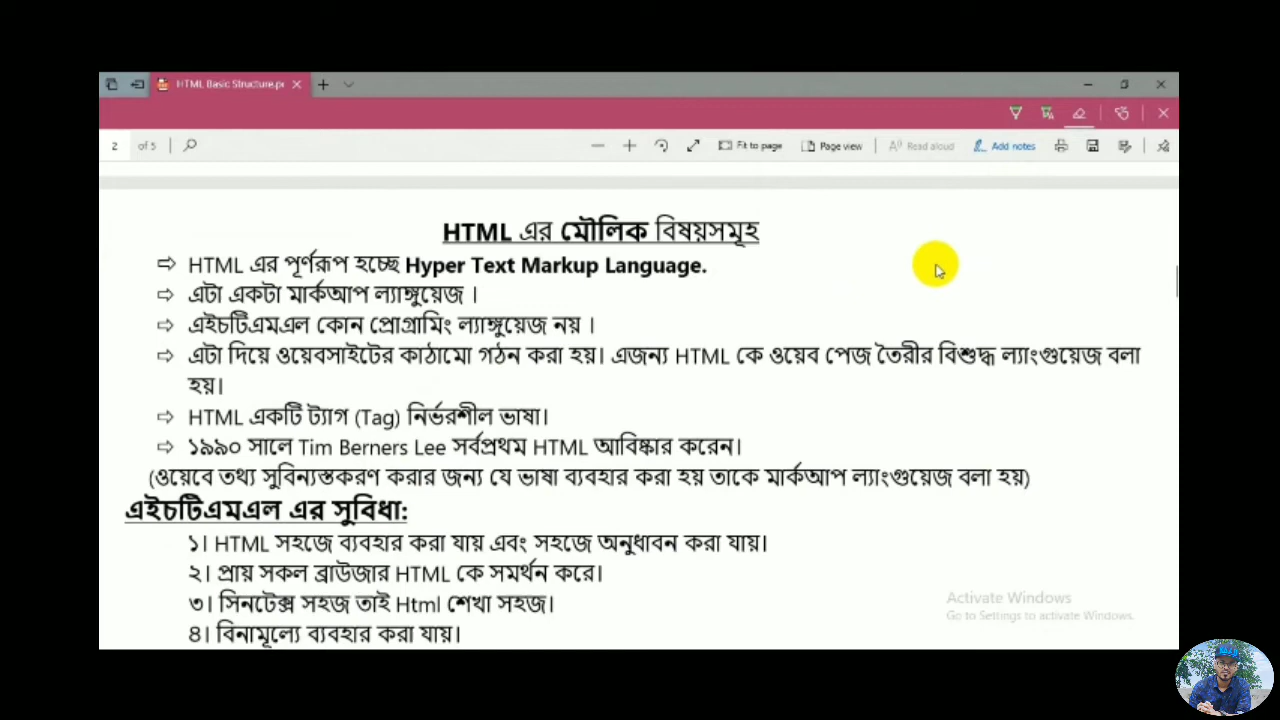 HTML Basic Structure.pd
2 of 5
Fit to page Page view Read aloud Add notes
HTML এর মৌলিক বিষয়সমূহ
⇨ HTML এর পূর্ণরূপ হচ্ছে Hyper Text Markup Language.
⇨ এটা একটা মার্কআপ ল্যাঙ্গুয়েজ ।
⇨ এইচটিএমএল কোন প্রোগ্রামিং ল্যাঙ্গুয়েজ নয় ।
⇨ এটা দিয়ে ওয়েবসাইটের কাঠামো গঠন করা হয়। এজন্য HTML কে ওয়েব পেজ তৈরীর বিশুদ্ধ ল্যাংগুয়েজ বলা
হয়।
⇨ HTML একটি ট্যাগ (Tag) নির্ভরশীল ভাষা।
⇨ ১৯৯০ সালে Tim Berners Lee সর্বপ্রথম HTML আবিষ্কার করেন।
(ওয়েবে তথ্য সুবিন্যস্তকরণ করার জন্য যে ভাষা ব্যবহার করা হয় তাকে মার্কআপ ল্যাংগুয়েজ বলা হয়)
এইচটিএমএল এর সুবিধা:
১। HTML সহজে ব্যবহার করা যায় এবং সহজে অনুধাবন করা যায়।
২। প্রায় সকল ব্রাউজার HTML কে সমর্থন করে।
৩। সিনটেক্স সহজ তাই Html শেখা সহজ।
৪। বিনামূল্যে ব্যবহার করা যায়।
Activate Windows
Go to Settings to activate Windows.